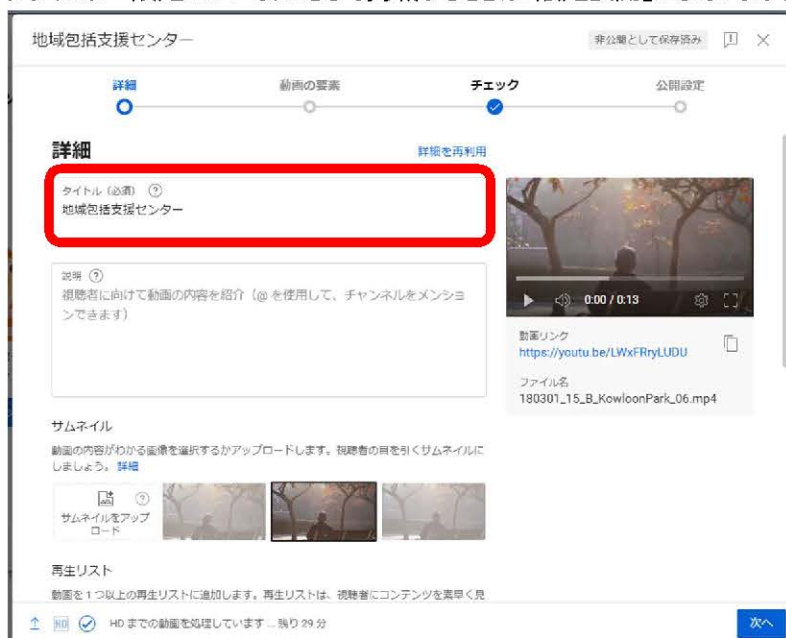 地域包括支援センター
非公開として保存済み
詳細
動画の要素
チェック
公開設定
詳細
詳細を再利用
タイトル（必須）
地域包括支援センター
説明
視聴者に向けて動画の内容を紹介（@ を使用して、チャンネルをメンショ
ンできます）
0:00 / 0:13
動画リンク
https://youtu.be/LWxFRryLUDU
ファイル名
180301_15_B_KowloonPark_06.mp4
サムネイル
動画の内容がわかる画像を選択するかアップロードします。視聴者の目を引くサムネイルに
しましょう。詳細
サムネイルをアップ
ロード
再生リスト
動画を 1 つ以上の再生リストに追加します。再生リストは、視聴者にコンテンツを素早く見
HD
HD までの動画を処理しています ... 残り 29 分
次へ